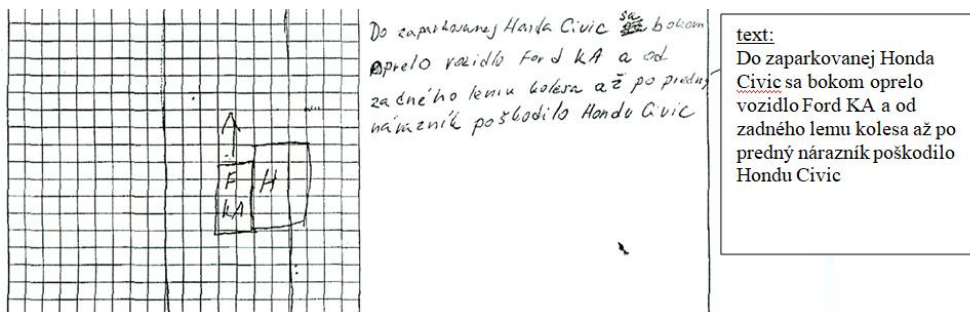 Do zaparkovanej Honda Civic sa bokom
oprelo vozidlo Ford KA a od
zadného lemu kolesa až po predný
nárazník poškodilo Hondu Civic
F
KA
H
text:
Do zaparkovanej Honda
Civic sa bokom oprelo
vozidlo Ford KA a od
zadného lemu kolesa až po
predný nárazník poškodilo
Hondu Civic